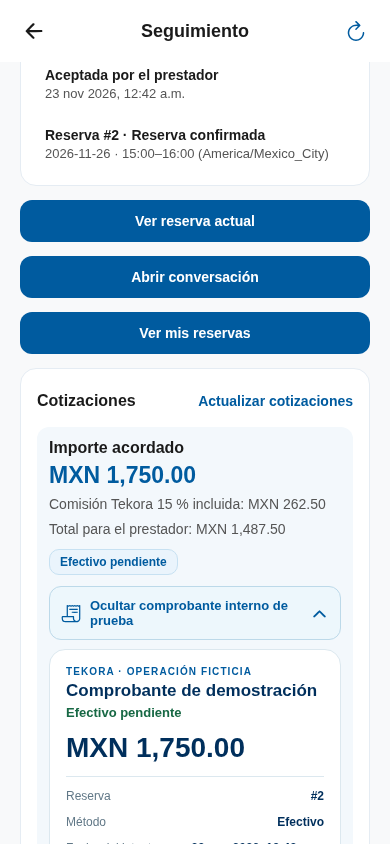 Seguimiento
Aceptada por el prestador
23 nov 2026, 12:42 a.m.
Reserva #2 · Reserva confirmada
2026-11-26 · 15:00–16:00 (America/Mexico_City)
Ver reserva actual
Abrir conversación
Ver mis reservas
Cotizaciones
Actualizar cotizaciones
Importe acordado
MXN 1,750.00
Comisión Tekora 15 % incluida: MXN 262.50
Total para el prestador: MXN 1,487.50
Efectivo pendiente
Ocultar comprobante interno de
prueba
TEKORA · OPERACIÓN FICTICIA
Comprobante de demostración
Efectivo pendiente
MXN 1,750.00
Reserva #2
Método Efectivo